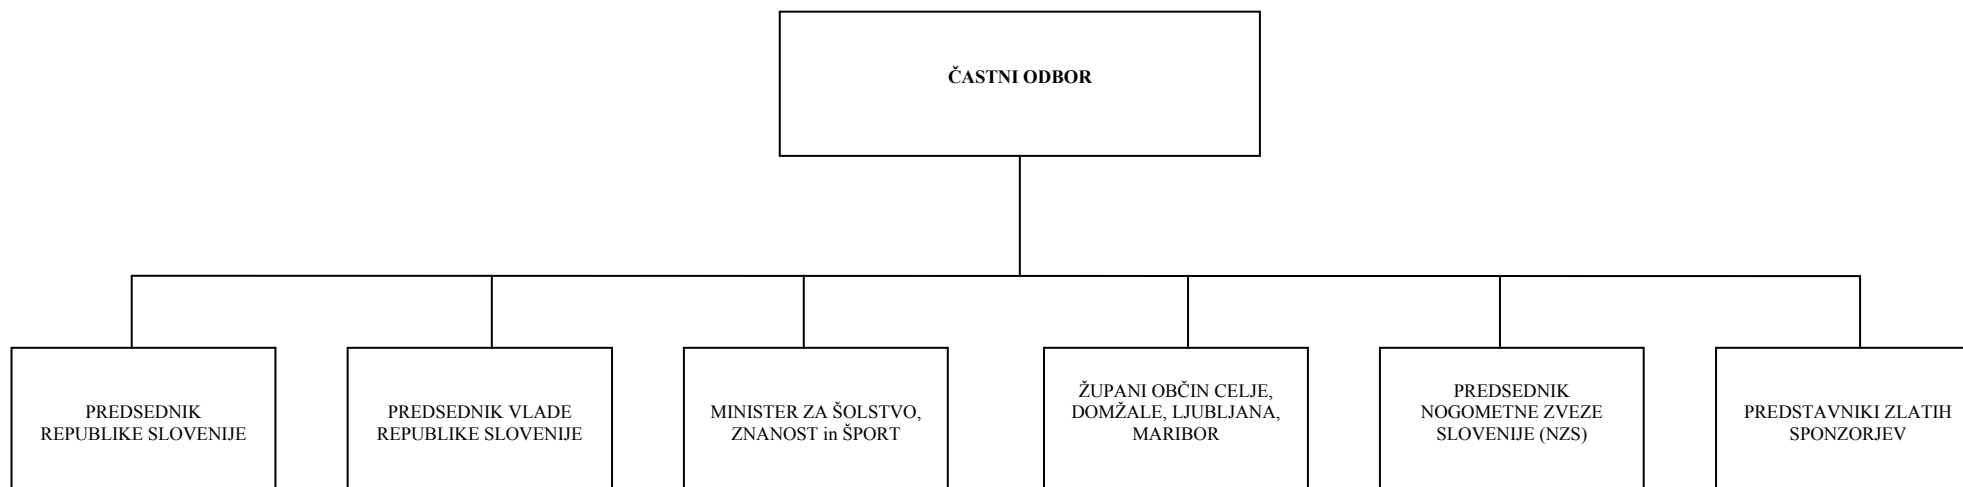 ČASTNI ODBOR
PREDSEDNIK
REPUBLIKE SLOVENIJE
PREDSEDNIK VLADE
REPUBLIKE SLOVENIJE
MINISTER ZA ŠOLSTVO,
ZNANOST in ŠPORT
ŽUPANI OBČIN CELJE,
DOMŽALE, LJUBLJANA,
MARIBOR
PREDSEDNIK
NOGOMETNE ZVEZE
SLOVENIJE (NZS)
PREDSTAVNIKI ZLATIH
SPONZORJEV